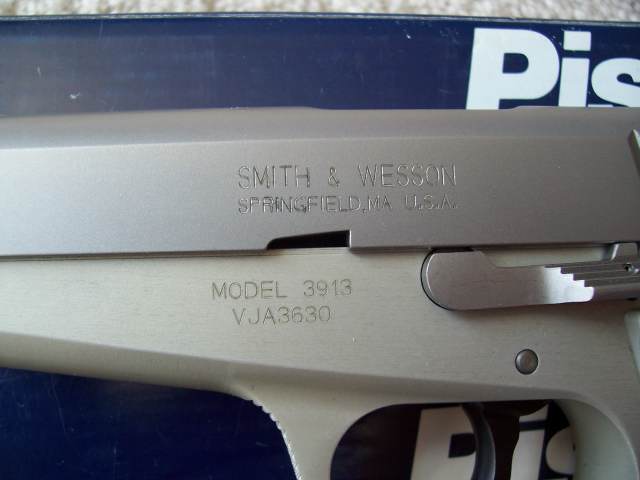 Pis
SMITH & WESSON
SPRINGFIELD, MA U.S.A.
MODEL 3913
VJA3630
Pis